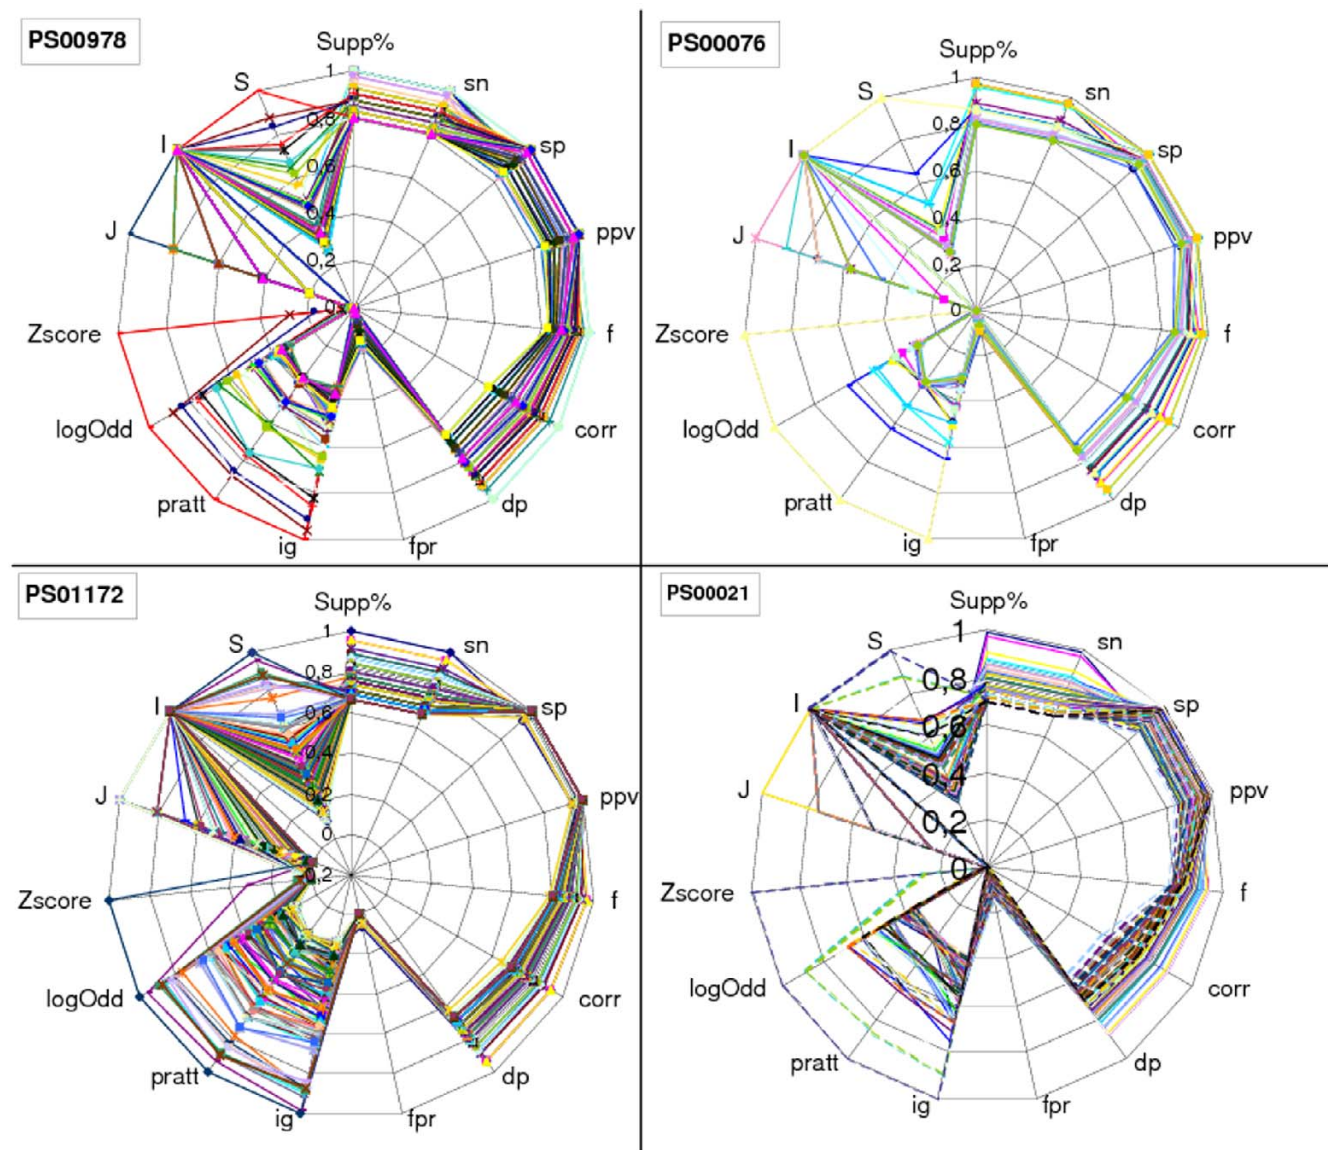 PS00978
Supp%
1
sn
S
0,8
sp
I
0,6
0,4
J
ppv
0,2
0
Zscore
f
logOdd
corr
pratt
dp
ig
fpr
PS00076
Supp%
1
sn
S
0,8
sp
I
0,6
0,4
J
ppv
0,2
0
Zscore
f
logOdd
corr
pratt
dp
ig
fpr
PS01172
Supp%
1
S
sn
0,8
I
sp
0,6
0,4
J
ppv
0,2
0
0,2
Zscore
f
logOdd
corr
pratt
dp
ig
fpr
PS00021
Supp%
1
S
sn
0,8
I
sp
0,6
0,4
J
ppv
0,2
0
Zscore
f
logOdd
corr
pratt
dp
ig
fpr